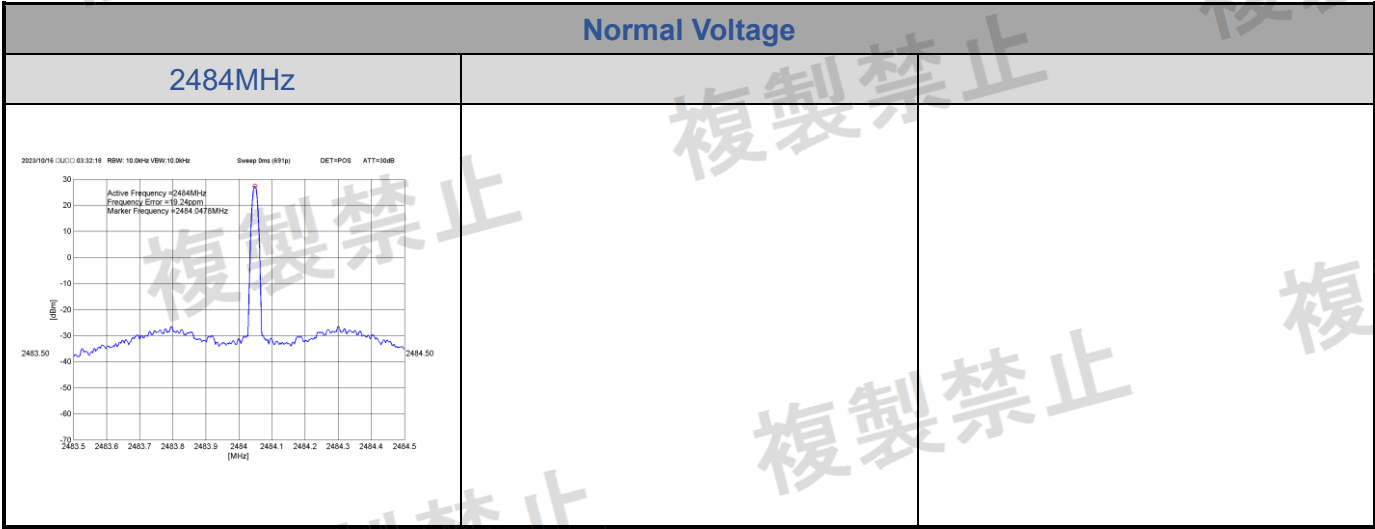 Normal Voltage
2484MHz
2023/10/16 □U□□ 03:32:18 RBW: 10.0kHz VBW:10.0kHz Sweep 0ms (691p) DET=POS ATT=30dB
Active Frequency =2484MHz
Frequency Error =19.24ppm
Marker Frequency =2484.0478MHz
30
20
10
0
-10
-20
-30
-40
-50
-60
-70
[dBm]
2483.50
2484.50
2483.5 2483.6 2483.7 2483.8 2483.9 2484 2484.1 2484.2 2484.3 2484.4 2484.5
[MHz]
複製禁止
複製禁止
複製禁止